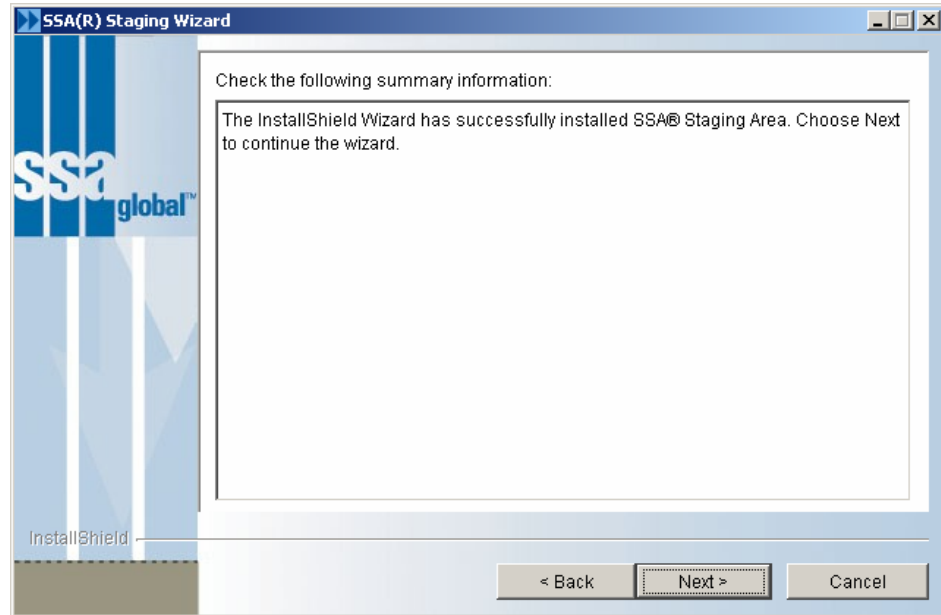 SSA(R) Staging Wizard
Check the following summary information:
The InstallShield Wizard has successfully installed SSA® Staging Area. Choose Next
to continue the wizard.
ssa
global™
InstallShield
< Back
Next >
Cancel